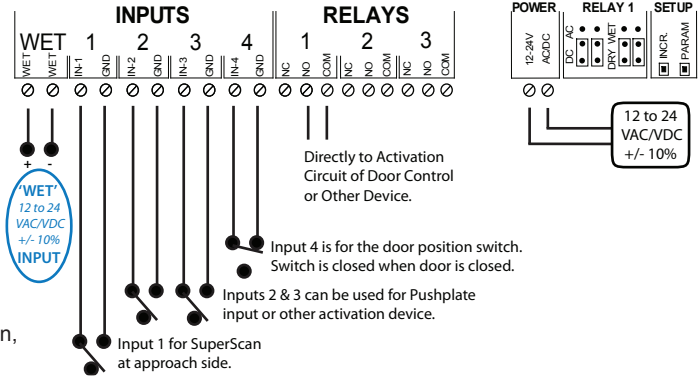 INPUTS RELAYS
WET 1 2 3 4 1 2 3
WET WET IN-1 GND IN-2 GND IN-3 GND IN-4 GND NC NO COM NC NO COM NC NO COM
POWER RELAY 1 SETUP
12-24V AC/DC DC AC DRY WET INCR. PARAM
12 to 24
VAC/VDC
+/- 10%
+ -
'WET'
12 to 24
VAC/VDC
+/- 10%
INPUT
Directly to Activation
Circuit of Door Control
or Other Device.
Input 4 is for the door position switch.
Switch is closed when door is closed.
Inputs 2 & 3 can be used for Pushplate
input or other activation device.
n,
Input 1 for SuperScan
at approach side.